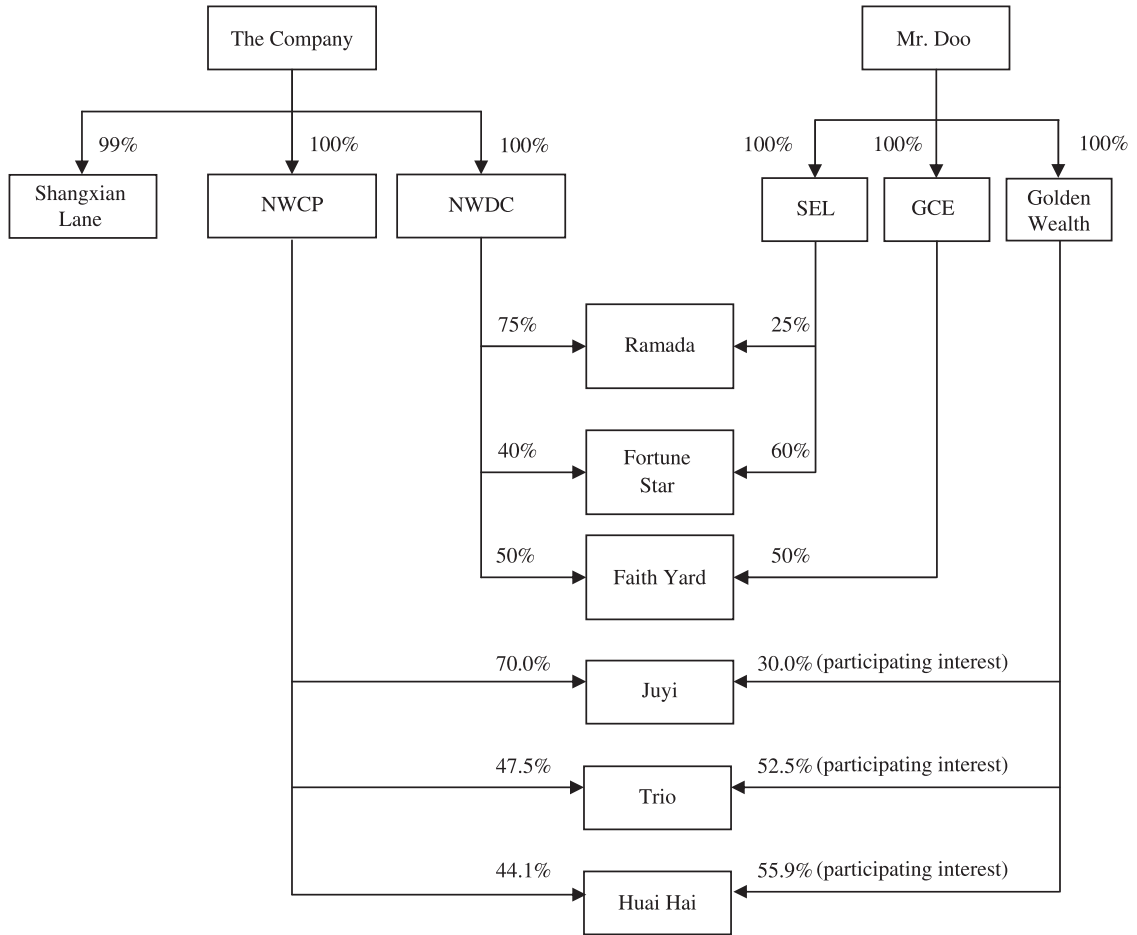 The Company
Mr. Doo
99%
100%
100%
100%
100%
100%
Shangxian
Lane
NWCP
NWDC
SEL
GCE
Golden
Wealth
75%
Ramada
25%
40%
Fortune
Star
60%
50%
Faith Yard
50%
70.0%
Juyi
30.0% (participating interest)
47.5%
Trio
52.5% (participating interest)
44.1%
Huai Hai
55.9% (participating interest)